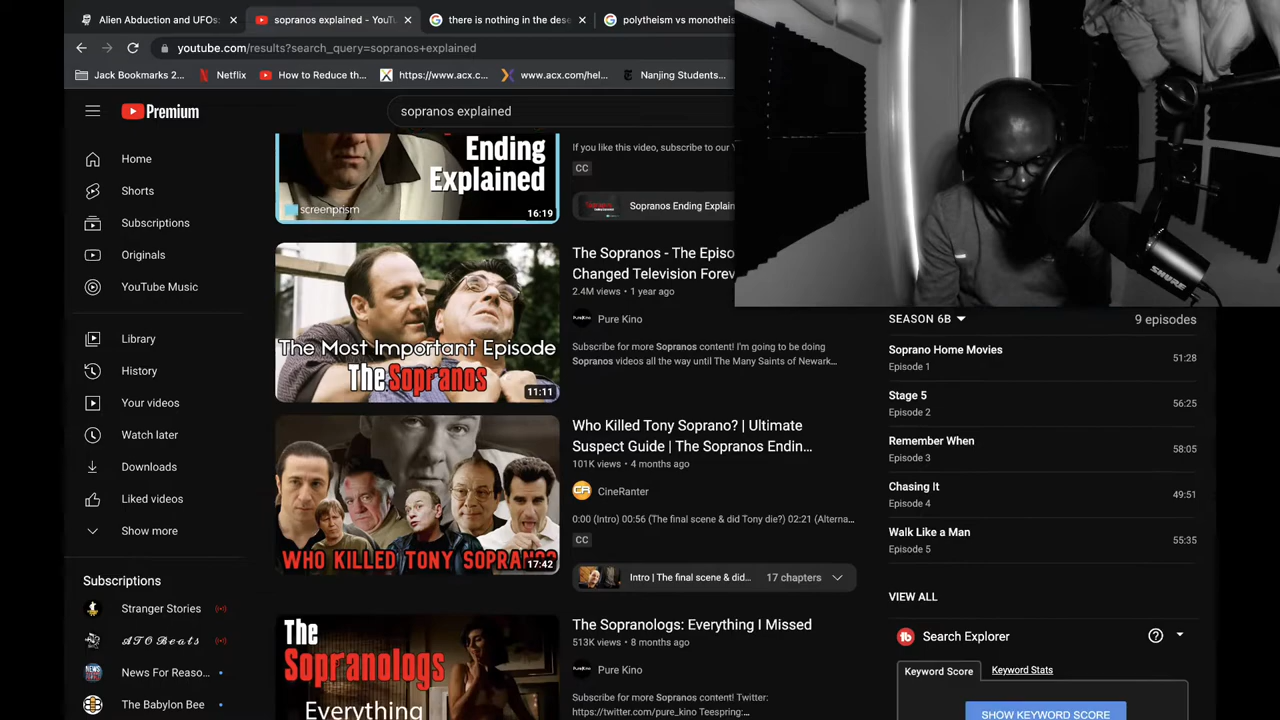 Alien Abduction and UFOs:
sopranos explained - YouTu
there is nothing in the dese
polytheism vs monotheis
youtube.com/results?search_query=sopranos+explained
Jack Bookmarks 2...
Netflix
How to Reduce th...
https://www.acx.c...
www.acx.com/hel...
Nanjing Students...
Premium
sopranos explained
Home
Shorts
Subscriptions
Originals
YouTube Music
Library
History
Your videos
Watch later
Downloads
Liked videos
Show more
Subscriptions
Stranger Stories
ATO Beats
News For Reaso...
The Babylon Bee
Ending
Explained
screenprism
16:19
If you like this video, subscribe to our Y
CC
Sopranos Ending Explain
The Most Important Episode
The Sopranos
11:11
The Sopranos - The Episo
Changed Television Forev
2.4M views • 1 year ago
Pure Kino
Subscribe for more Sopranos content! I'm going to be doing
Sopranos videos all the way until The Many Saints of Newark...
WHO KILLED TONY SOPRANO?
17:42
Who Killed Tony Soprano? | Ultimate
Suspect Guide | The Sopranos Endin...
101K views • 4 months ago
CineRanter
0:00 (Intro) 00:56 (The final scene & did Tony die?) 02:21 (Alterna...
CC
Intro | The final scene & did...
17 chapters
The
Sopranologs
Everything
The Sopranologs: Everything I Missed
513K views • 8 months ago
Pure Kino
Subscribe for more Sopranos content! Twitter:
https://twitter.com/pure_kino Teespring:...
SHURE
SEASON 6B
9 episodes
Soprano Home Movies
Episode 1
51:28
Stage 5
Episode 2
56:25
Remember When
Episode 3
58:05
Chasing It
Episode 4
49:51
Walk Like a Man
Episode 5
55:35
VIEW ALL
Search Explorer
Keyword Score
Keyword Stats
SHOW KEYWORD SCORE